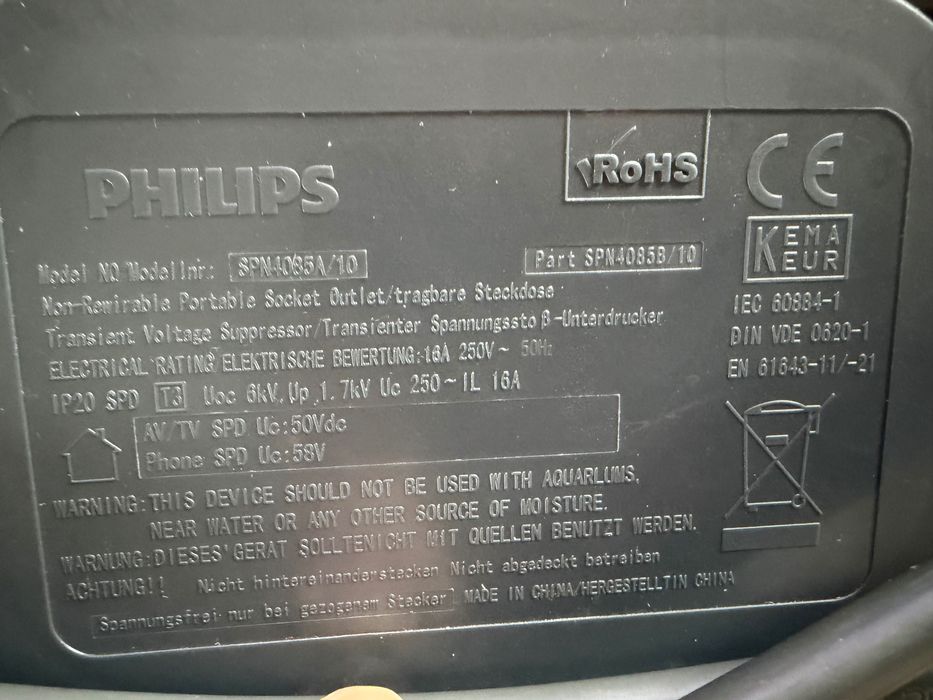 PHILIPS
RoHS
CE
KEMA
KEUR
Model NO/Modellnr: SPN4085A/10
Part SPN4085B/10
Non-Rewirable Portable Socket Outlet/tragbare Steckdose
IEC 60884-1
Transient Voltage Suppressor/Transienter Spannungssto β-Unterdrucker
DIN VDE 0620-1
ELECTRICAL RATING/ELEKTRISCHE BEWERTUNG:16A 250V~ 50Hz
EN 61643-11/-21
IP20 SPD T3 Uoc 6kV,Up 1.7kV Uc 250~IL 16A
AV/TV SPD Uc:50Vdc
Phone SPD Uc:58V
WARNING:THIS DEVICE SHOULD NOT BE USED WITH AQUARLUMS,
NEAR WATER OR ANY OTHER SOURCE OF MOISTURE.
WARNUNG:DIESES'GERAT SOLLTENICHT MIT QUELLEN BENUTZT WERDEN.
ACHTUNG!! Nicht hintereinanderstecken Nicht abgedeckt betreiben
Spannungsfrei nur bei gezogenem Stecker MADE IN CHINA/HERGESTELLTIN CHINA